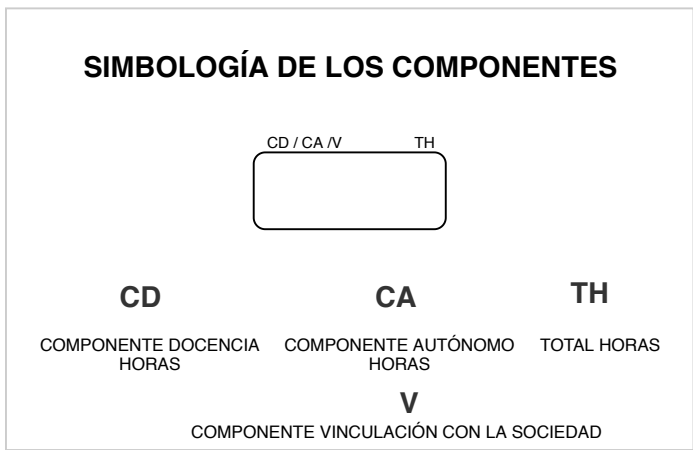 SIMBOLOGÍA DE LOS COMPONENTES
CD / CA /V TH
CD CA TH
COMPONENTE DOCENCIA HORAS COMPONENTE AUTÓNOMO HORAS TOTAL HORAS
V
COMPONENTE VINCULACIÓN CON LA SOCIEDAD